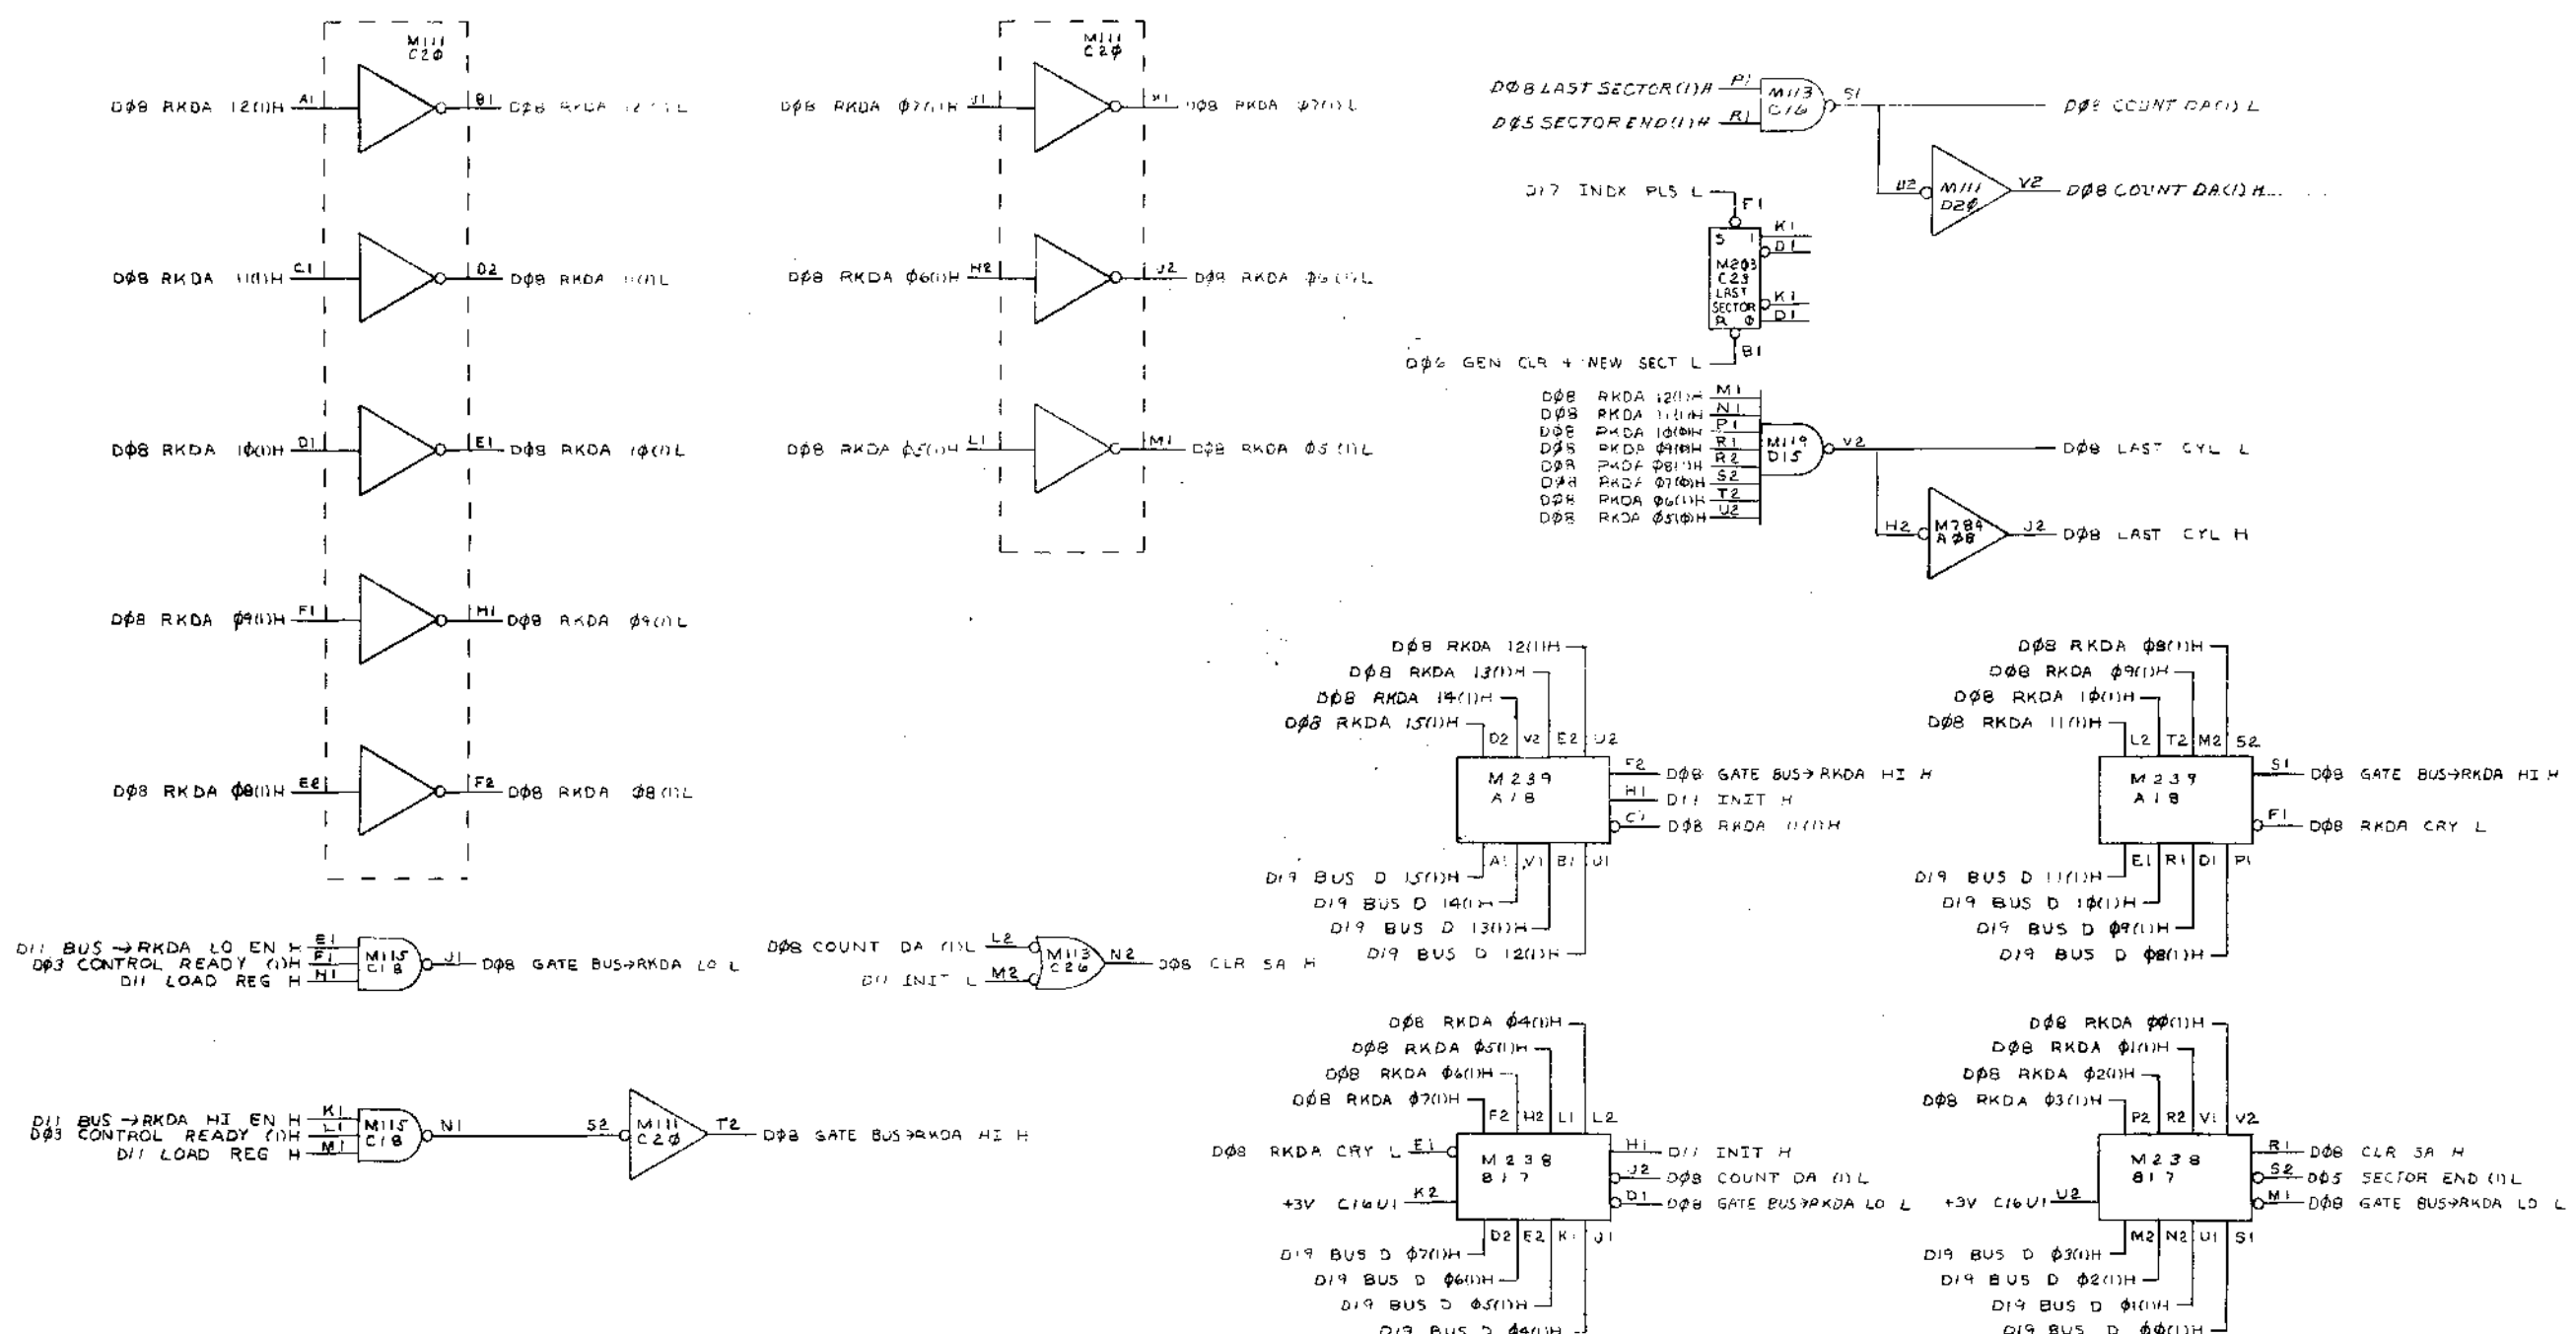 M111
C2Ø
A1
DØ8 RKDA 12(1)H
B1
DØ8 RKDA 12(1)L
C1
DØ8 RKDA 11(1)H
D2
DØ8 RKDA 11(1)L
D1
DØ8 RKDA 1Ø(1)H
E1
DØ8 RKDA 1Ø(1)L
F1
DØ8 RKDA Ø9(1)H
H1
DØ8 RKDA Ø9(1)L
E2
DØ8 RKDA Ø8(1)H
F2
DØ8 RKDA Ø8(1)L
M111
C2Ø
J1
DØ8 RKDA Ø7(1)H
DØ8 RKDA Ø7(1)L
H2
DØ8 RKDA Ø6(1)H
J2
DØ8 RKDA Ø6(1)L
L1
DØ8 RKDA Ø5(1)H
M1
DØ8 RKDA Ø5(1)L
DØ8 LAST SECTOR(1)H P1
DØ5 SECTOR END(1)H R1
M113
C16
S1
DØ8 COUNT DA(1) L
U2
M111
D2Ø
V2
DØ8 COUNT DA(1) H
D17 INDX PLS L
F1
S 1
M2Ø3
C23
LAST
SECTOR
R Ø
K1
D1
K1
D1
B1
DØ6 GEN CLR + NEW SECT L
DØ8 RKDA 12(1)H M1
DØ8 RKDA 11(1)H N1
DØ8 RKDA 1Ø(Ø)H P1
DØ8 RKDA Ø9(Ø)H R1
DØ8 RKDA Ø8(1)H R2
DØ8 RKDA Ø7(Ø)H S2
DØ8 RKDA Ø6(1)H T2
DØ8 RKDA Ø5(Ø)H U2
M119
D15
V2
DØ8 LAST CYL L
H2
M784
AØ8
J2
DØ8 LAST CYL H
DØ8 RKDA 12(1)H
DØ8 RKDA 13(1)H
DØ8 RKDA 14(1)H
DØ8 RKDA 15(1)H
D2 V2 E2 U2
M239
A18
F2 DØ8 GATE BUS→RKDA HI H
H1 D11 INIT H
C1 DØ8 RKDA 11(1)H
A1 V1 B1 U1
D19 BUS D 15(1)H
D19 BUS D 14(1)H
D19 BUS D 13(1)H
D19 BUS D 12(1)H
DØ8 RKDA Ø8(1)H
DØ8 RKDA Ø9(1)H
DØ8 RKDA 1Ø(1)H
DØ8 RKDA 11(1)H
L2 T2 M2 S2
M239
A18
S1 DØ8 GATE BUS→RKDA HI H
F1 DØ8 RKDA CRY L
E1 R1 D1 P1
D19 BUS D 11(1)H
D19 BUS D 1Ø(1)H
D19 BUS D Ø9(1)H
D19 BUS D Ø8(1)H
D11 BUS →RKDA LO EN H E1
DØ3 CONTROL READY (1)H F1
D11 LOAD REG H H1
M115
C18
J1
DØ8 GATE BUS→RKDA LO L
DØ8 COUNT DA (1)L L2
D11 INIT L M2
M113
C26
N2
DØ8 CLR SA H
D11 BUS →RKDA HI EN H K1
DØ3 CONTROL READY (1)H L1
D11 LOAD REG H M1
M115
C18
N1
S2
M111
C2Ø
T2
DØ8 GATE BUS→RKDA HI H
DØ8 RKDA Ø4(1)H
DØ8 RKDA Ø5(1)H
DØ8 RKDA Ø6(1)H
DØ8 RKDA Ø7(1)H
F2 H2 L1 L2
DØ8 RKDA CRY L E1
+3V C16U1 K2
M238
B17
H1 D11 INIT H
J2 DØ8 COUNT DA (1)L
D1 DØ8 GATE BUS→RKDA LO L
D2 E2 K1 J1
D19 BUS D Ø7(1)H
D19 BUS D Ø6(1)H
D19 BUS D Ø5(1)H
D19 BUS D Ø4(1)H
DØ8 RKDA ØØ(1)H
DØ8 RKDA Ø1(1)H
DØ8 RKDA Ø2(1)H
DØ8 RKDA Ø3(1)H
P2 R2 V1 V2
+3V C16U1 U2
M238
B17
R1 DØ8 CLR SA H
S2 DØ5 SECTOR END (1)L
M1 DØ8 GATE BUS→RKDA LO L
M2 N2 U1 S1
D19 BUS D Ø3(1)H
D19 BUS D Ø2(1)H
D19 BUS D Ø1(1)H
D19 BUS D ØØ(1)H